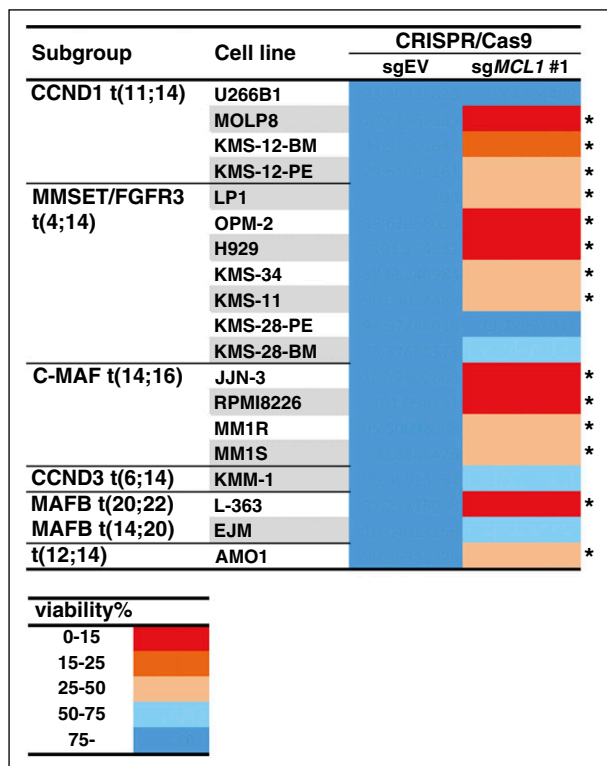 Subgroup Cell line CRISPR/Cas9
sgEV sgMCL1 #1
CCND1 t(11;14) U266B1
MOLP8 *
KMS-12-BM *
KMS-12-PE *
MMSET/FGFR3 LP1 *
t(4;14) OPM-2 *
H929 *
KMS-34 *
KMS-11 *
KMS-28-PE
KMS-28-BM
C-MAF t(14;16) JJN-3 *
RPMI8226 *
MM1R *
MM1S *
CCND3 t(6;14) KMM-1
MAFB t(20;22) L-363 *
MAFB t(14;20) EJM
t(12;14) AMO1 *
viability%
0-15
15-25
25-50
50-75
75-